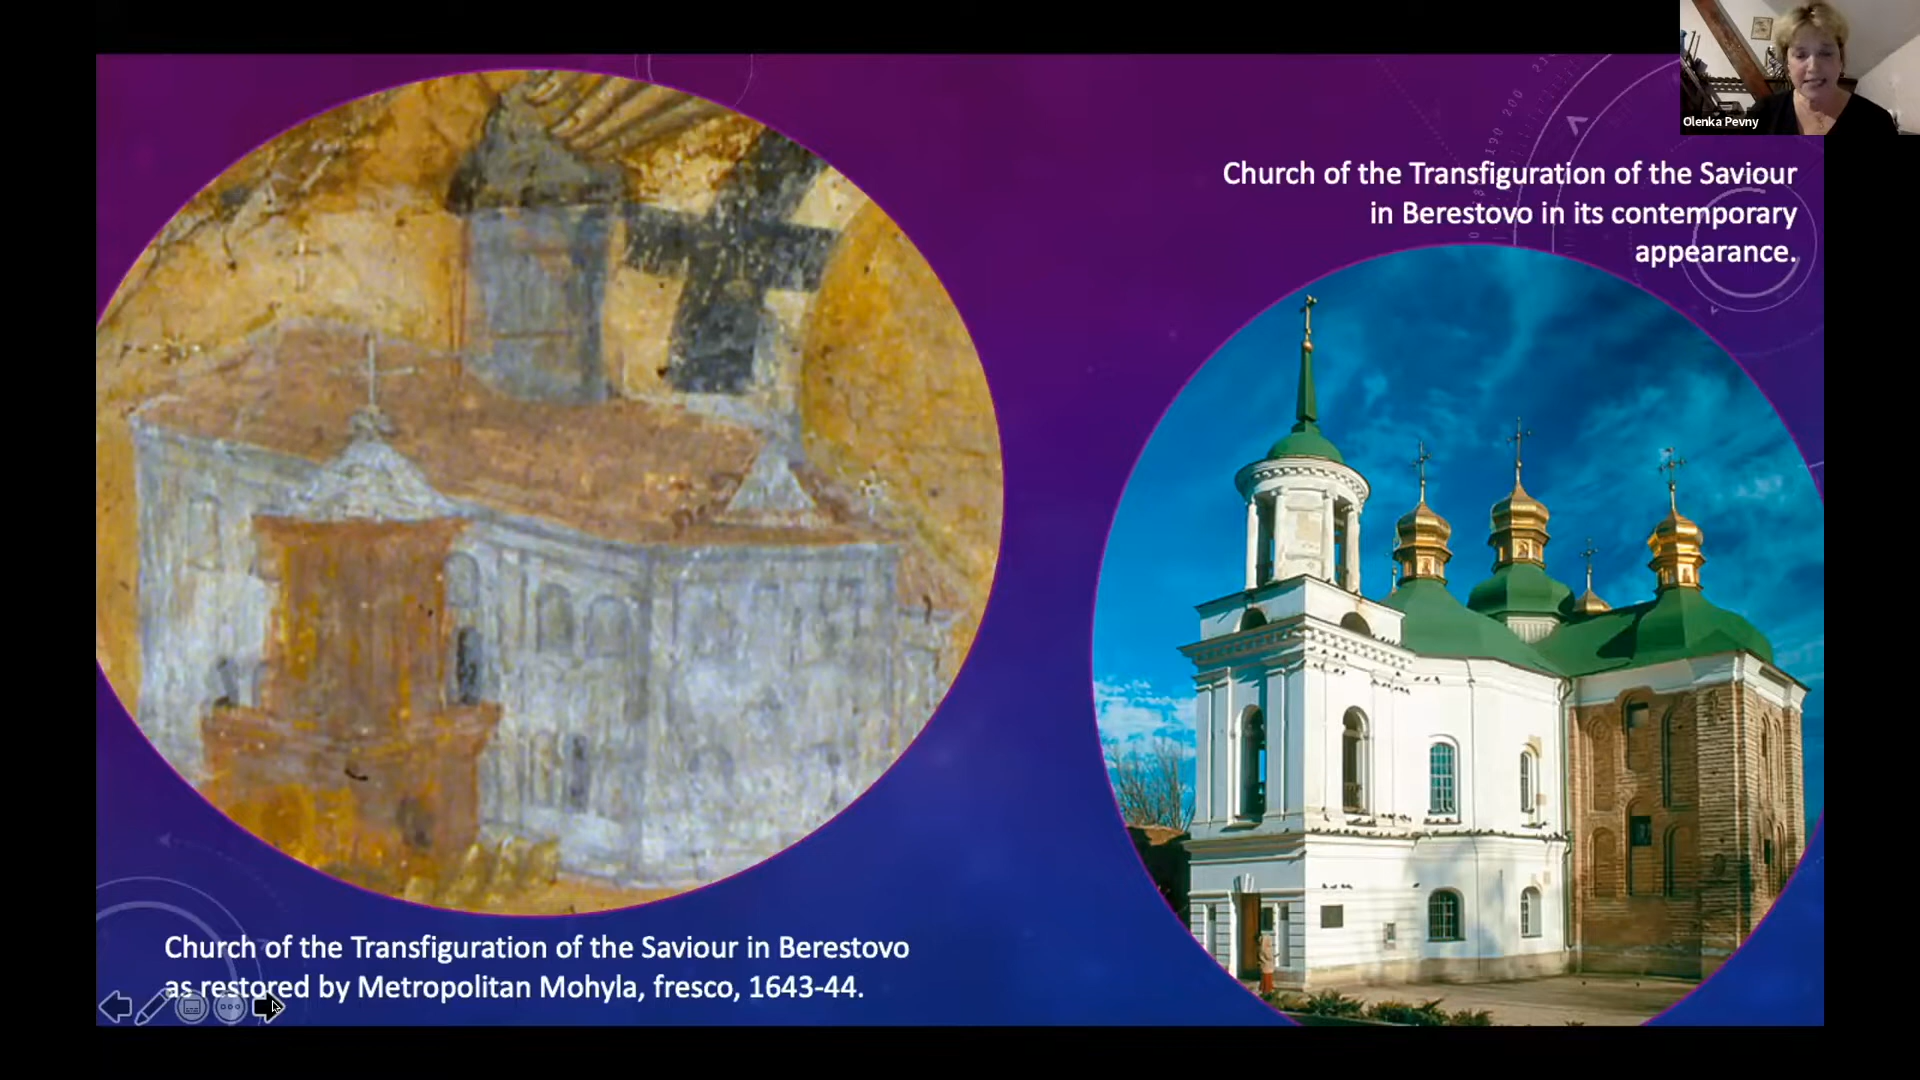 Olenka Pevny
Church of the Transfiguration of the Saviour
in Berestovo in its contemporary
appearance.
Church of the Transfiguration of the Saviour in Berestovo
as restored by Metropolitan Mohyla, fresco, 1643-44.